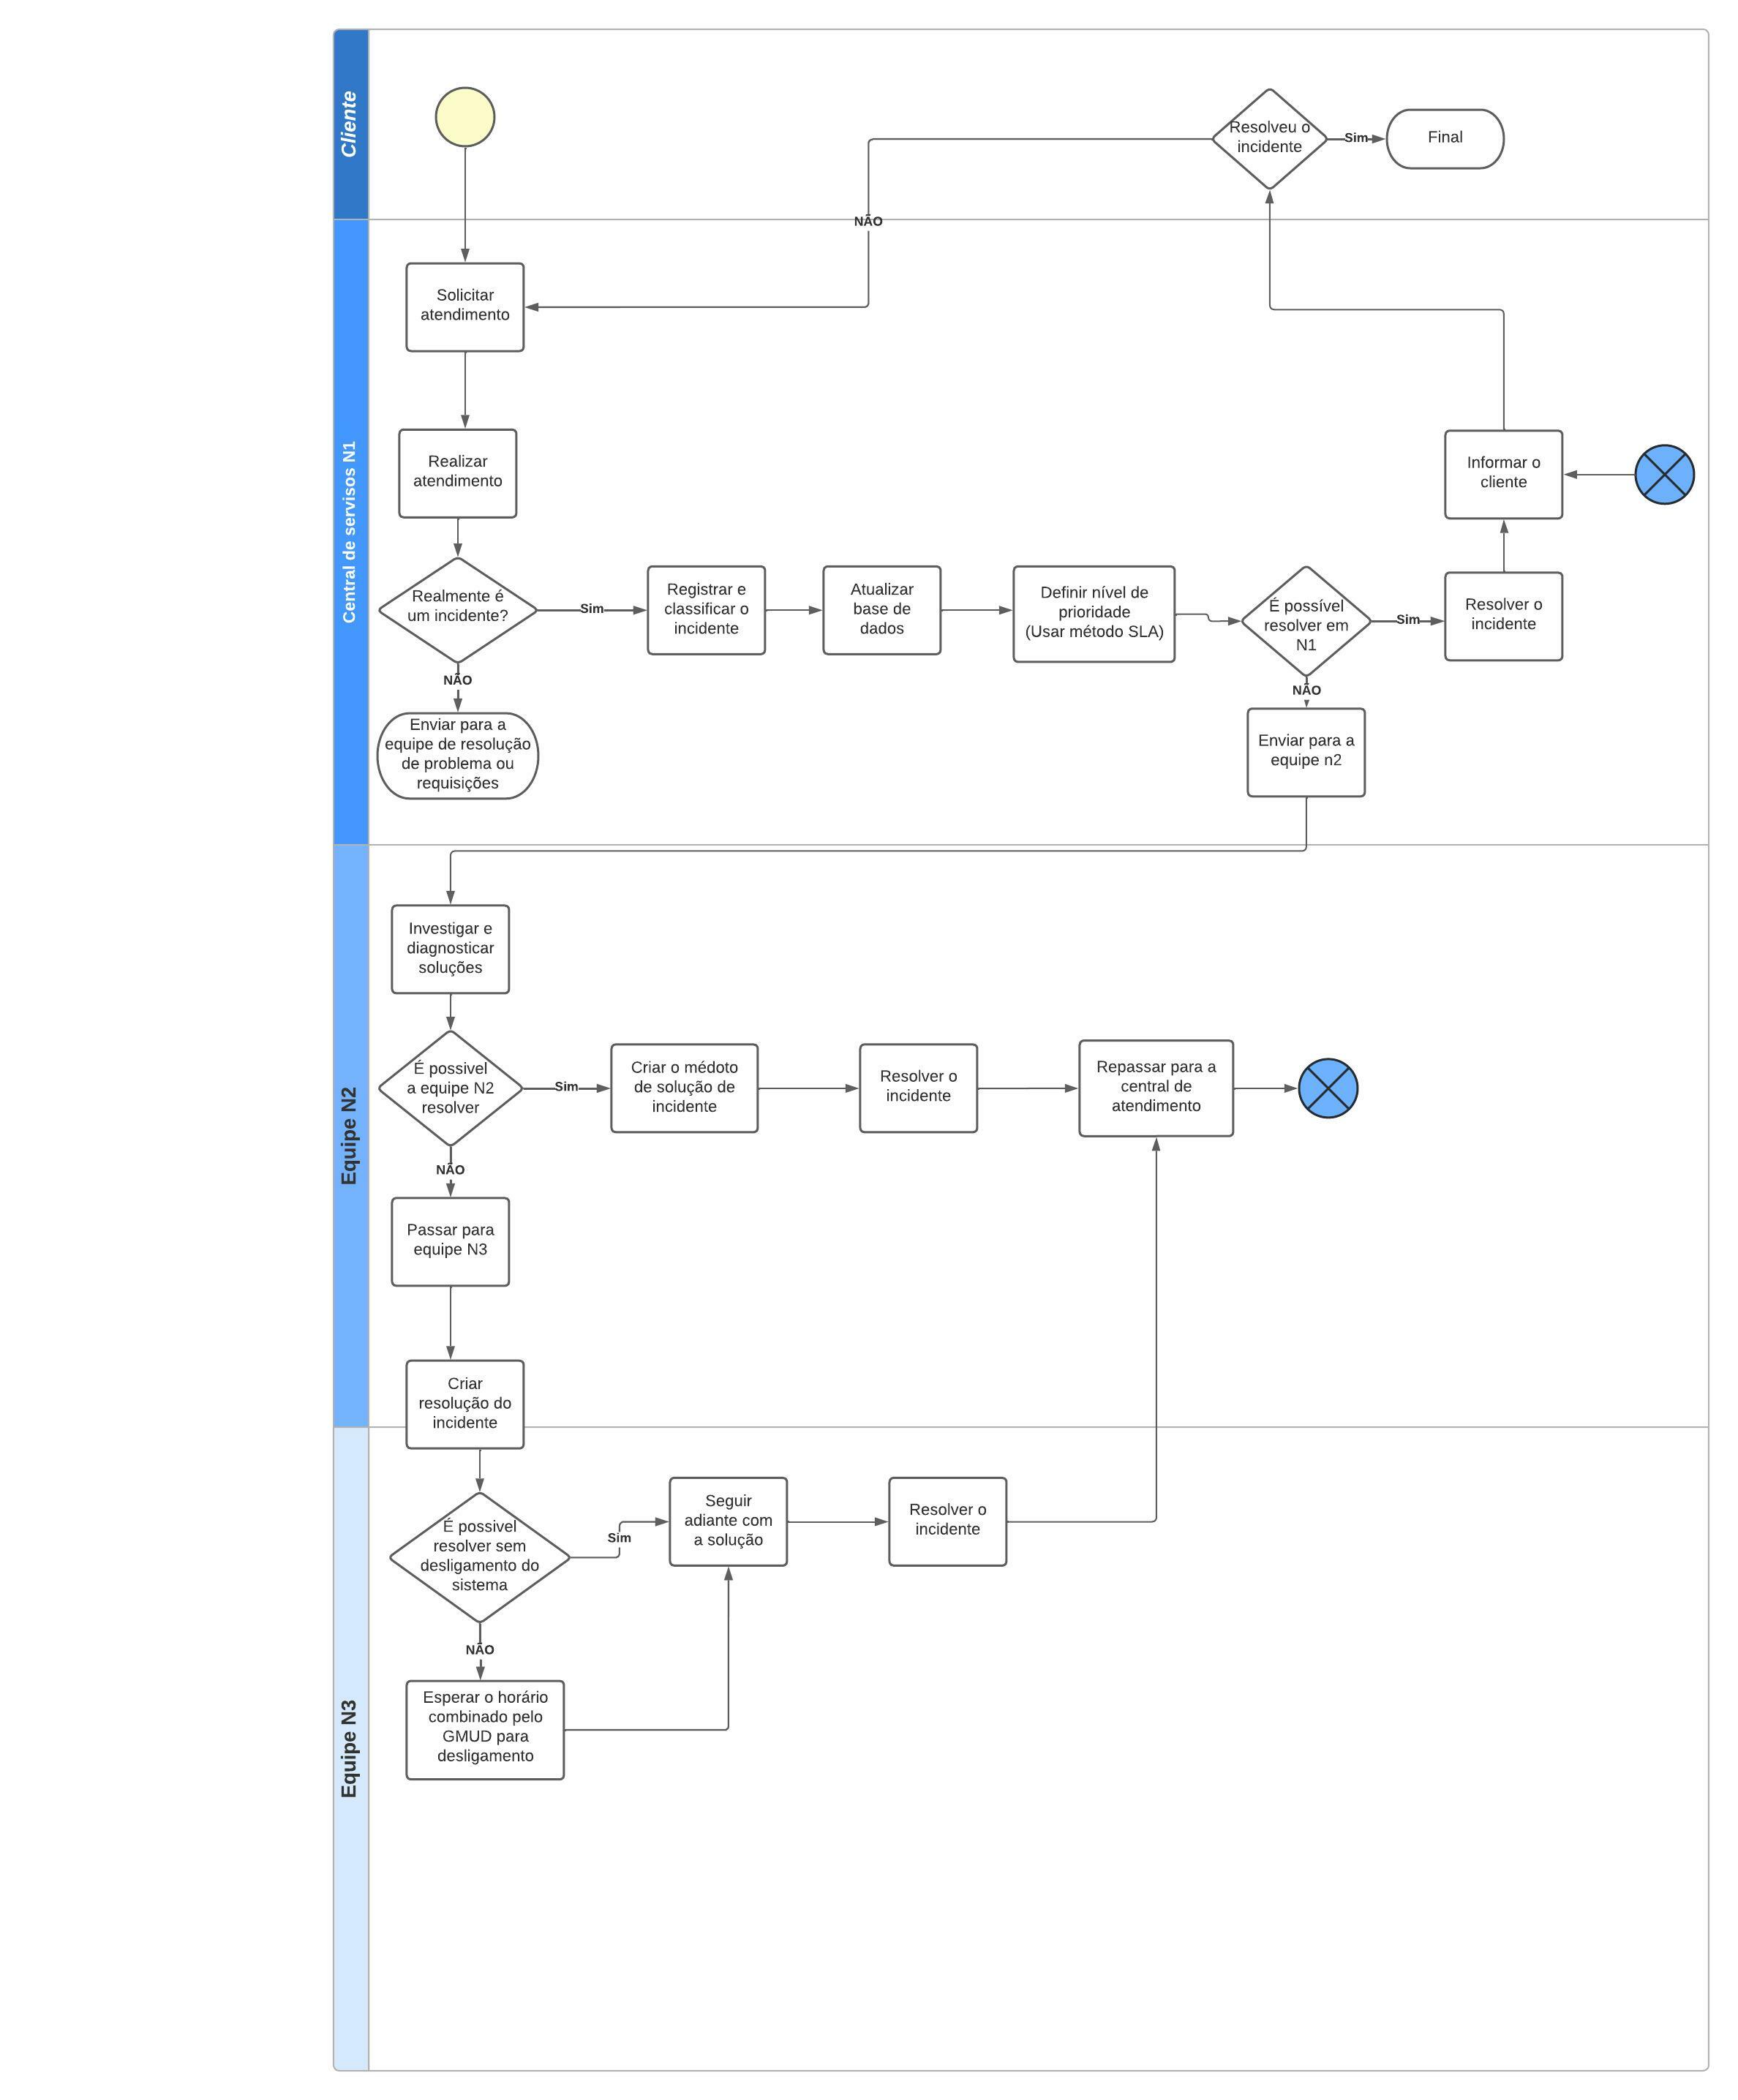 Cliente
Resolveu o
incidente
Sim
Final
NÃO
Central de servisos N1
Solicitar
atendimento
Realizar
atendimento
Informar o
cliente
Realmente é
um incidente?
Sim
Registrar e
classificar o
incidente
Atualizar
base de
dados
Definir nível de
prioridade
(Usar método SLA)
É possível
resolver em
N1
Sim
Resolver o
incidente
NÃO
Enviar para a
equipe de resolução
de problema ou
requisições
NÃO
Enviar para a
equipe n2
Equipe N2
Investigar e
diagnosticar
soluções
É possivel
a equipe N2
resolver
Sim
Criar o médoto
de solução de
incidente
Resolver o
incidente
Repassar para a
central de
atendimento
NÃO
Passar para
equipe N3
Criar
resolução do
incidente
Equipe N3
É possivel
resolver sem
desligamento do
sistema
Sim
Seguir
adiante com
a solução
Resolver o
incidente
NÃO
Esperar o horário
combinado pelo
GMUD para
desligamento